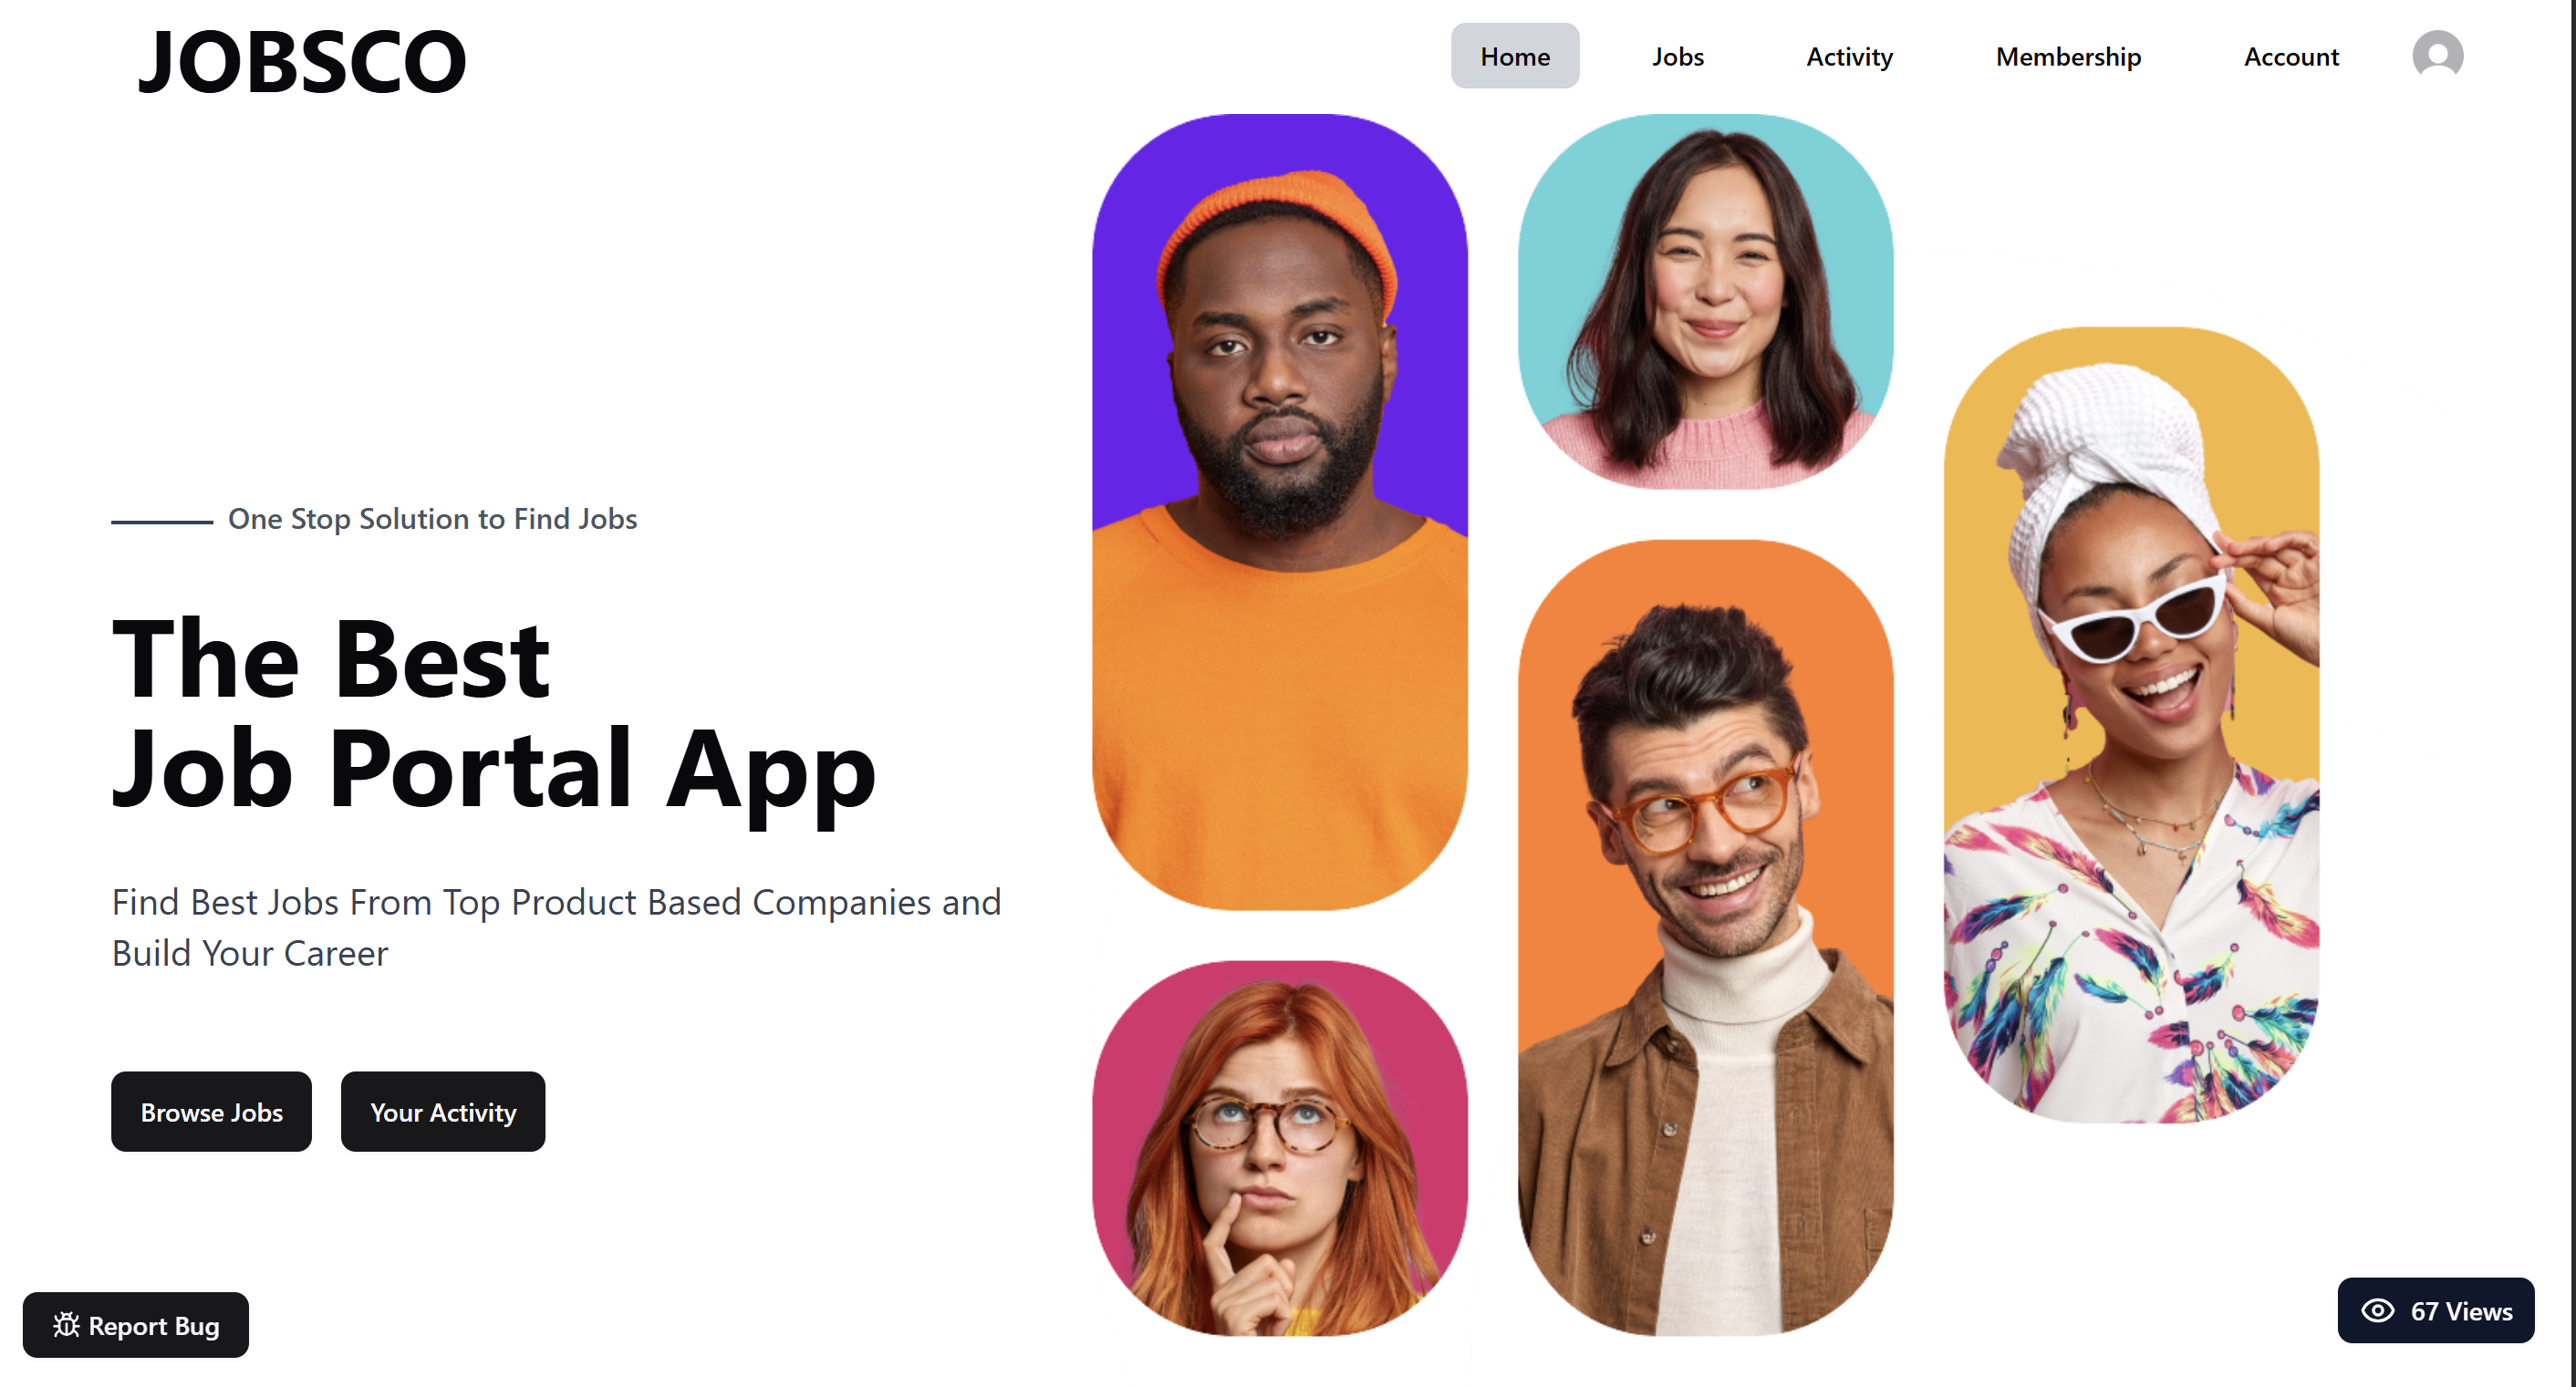 JOBSCO
Home
Jobs
Activity
Membership
Account
One Stop Solution to Find Jobs
The Best
Job Portal App
Find Best Jobs From Top Product Based Companies and
Build Your Career
Browse Jobs
Your Activity
Report Bug
67 Views